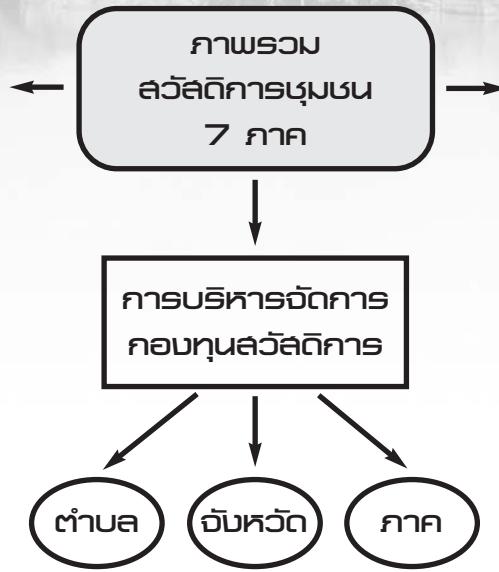 ภาพรวม
สวัสดิการชุมชน
7 ภาค
การบริหารจัดการ
กองทุนสวัสดิการ
ตำบล
จังหวัด
ภาค